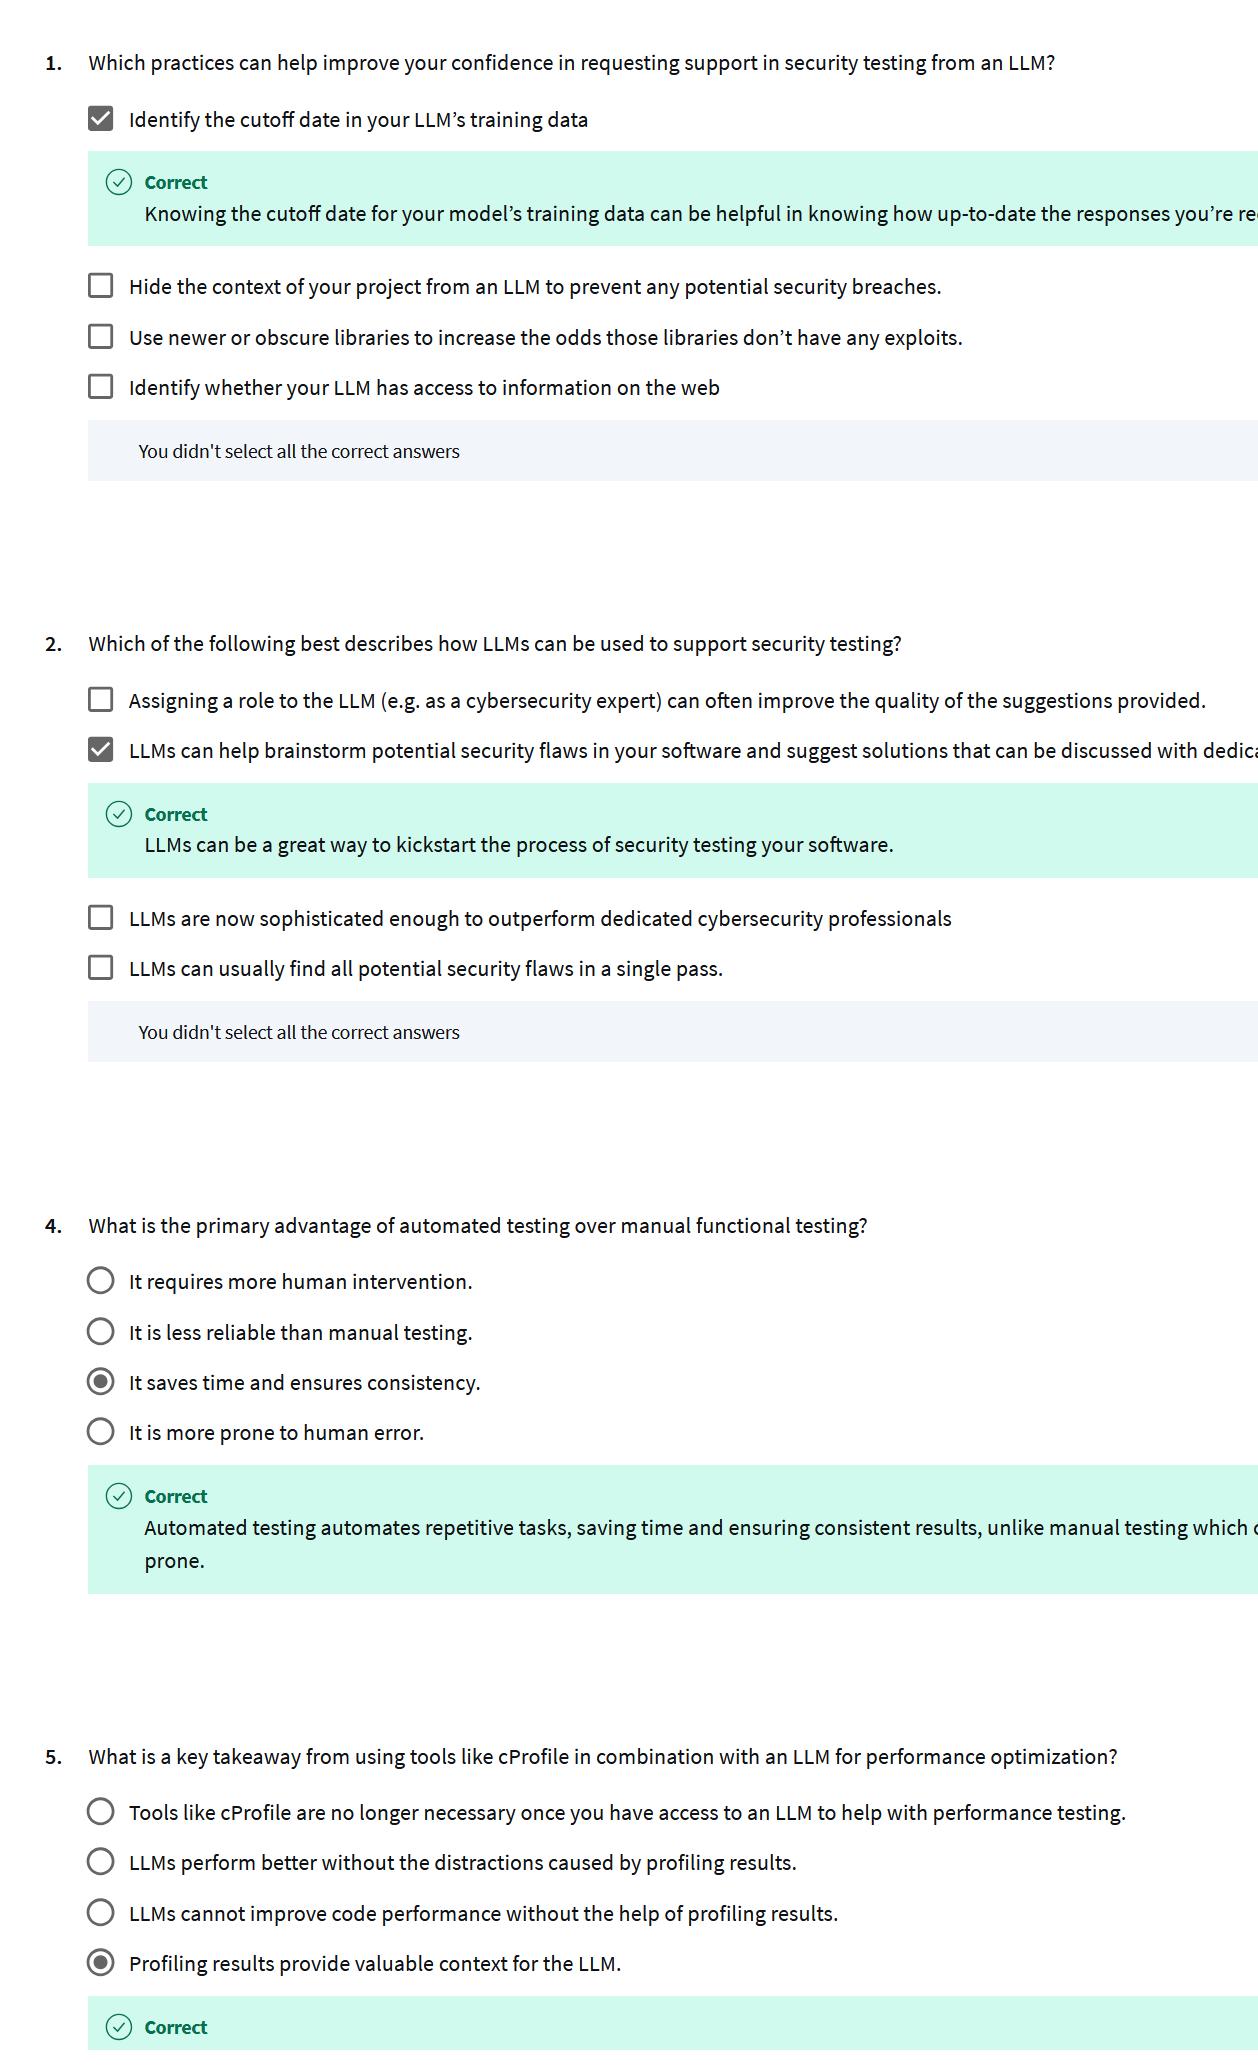 1. Which practices can help improve your confidence in requesting support in security testing from an LLM?
Identify the cutoff date in your LLM’s training data
Correct
Knowing the cutoff date for your model’s training data can be helpful in knowing how up-to-date the responses you’re
Hide the context of your project from an LLM to prevent any potential security breaches.
Use newer or obscure libraries to increase the odds those libraries don’t have any exploits.
Identify whether your LLM has access to information on the web
You didn't select all the correct answers
2. Which of the following best describes how LLMs can be used to support security testing?
Assigning a role to the LLM (e.g. as a cybersecurity expert) can often improve the quality of the suggestions provided.
LLMs can help brainstorm potential security flaws in your software and suggest solutions that can be discussed with
Correct
LLMs can be a great way to kickstart the process of security testing your software.
LLMs are now sophisticated enough to outperform dedicated cybersecurity professionals
LLMs can usually find all potential security flaws in a single pass.
You didn't select all the correct answers
4. What is the primary advantage of automated testing over manual functional testing?
It requires more human intervention.
It is less reliable than manual testing.
It saves time and ensures consistency.
It is more prone to human error.
Correct
Automated testing automates repetitive tasks, saving time and ensuring consistent results, unlike manual testing which
prone.
5. What is a key takeaway from using tools like cProfile in combination with an LLM for performance optimization?
Tools like cProfile are no longer necessary once you have access to an LLM to help with performance testing.
LLMs perform better without the distractions caused by profiling results.
LLMs cannot improve code performance without the help of profiling results.
Profiling results provide valuable context for the LLM.
Correct